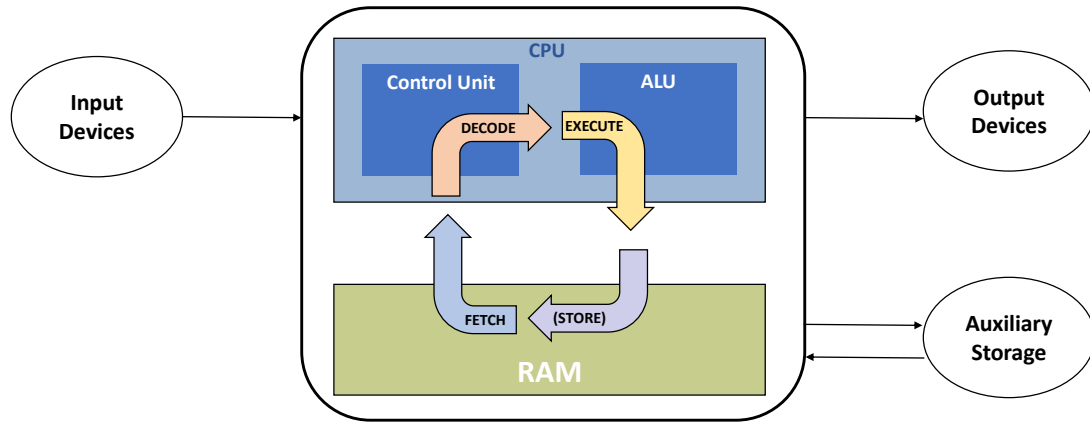 CPU
Control Unit
ALU
Input
Devices
Output
Devices
DECODE
EXECUTE
FETCH
(STORE)
Auxiliary
Storage
RAM